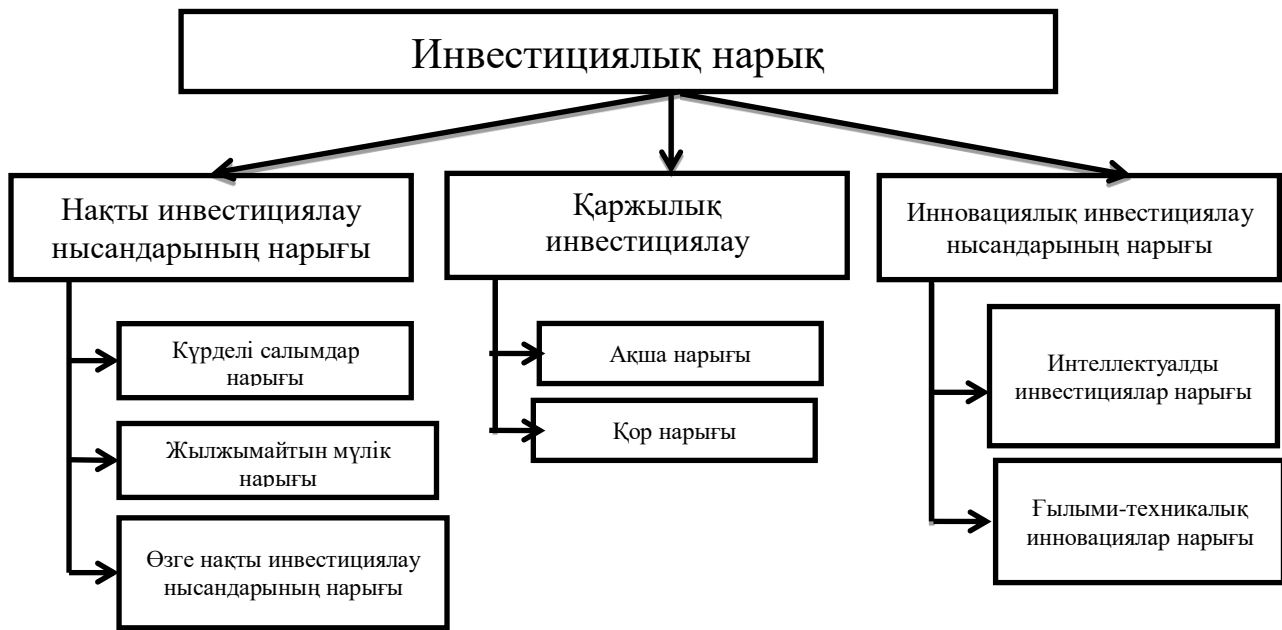 Инвестициялық нарық
Нақты инвестициялау
нысандарының нарығы
Қаржылық
инвестициялау
Инновациялық инвестициялау
нысандарының нарығы
Күрделі салымдар
нарығы
Жылжымайтын мүлік
нарығы
Өзге нақты инвестициялау
нысандарының нарығы
Ақша нарығы
Қор нарығы
Интеллектуалды
инвестициялар нарығы
Ғылыми-техникалық
инновациялар нарығы